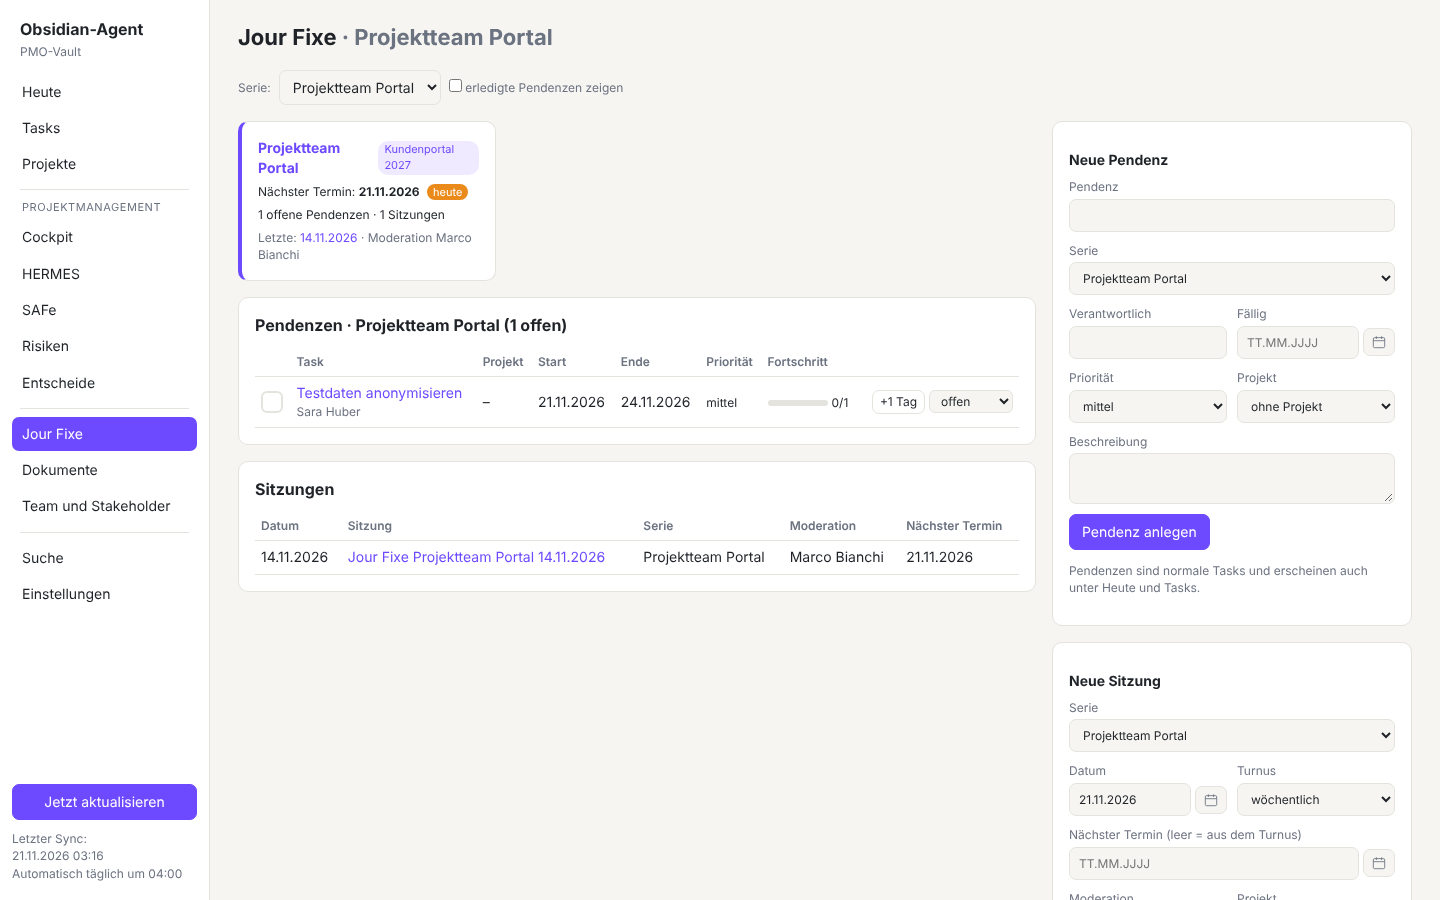 Obsidian-Agent
PMO-Vault
Heute
Tasks
Projekte
PROJEKTMANAGEMENT
Cockpit
HERMES
SAFe
Risiken
Entscheide
Jour Fixe
Dokumente
Team und Stakeholder
Suche
Einstellungen
Jetzt aktualisieren
Letzter Sync:
21.11.2026 03:16
Automatisch täglich um 04:00
Jour Fixe · Projektteam Portal
Serie: Projektteam Portal erledigte Pendenzen zeigen
Projektteam
Portal
Kundenportal
2027
Nächster Termin: 21.11.2026 heute
1 offene Pendenzen · 1 Sitzungen
Letzte: 14.11.2026 · Moderation Marco
Bianchi
Pendenzen · Projektteam Portal (1 offen)
Task Projekt Start Ende Priorität Fortschritt
Testdaten anonymisieren – 21.11.2026 24.11.2026 mittel 0/1 +1 Tag offen
Sara Huber
Sitzungen
Datum Sitzung Serie Moderation Nächster Termin
14.11.2026 Jour Fixe Projektteam Portal 14.11.2026 Projektteam Portal Marco Bianchi 21.11.2026
Neue Pendenz
Pendenz
Serie
Projektteam Portal
Verantwortlich Fällig
TT.MM.JJJJ
Priorität Projekt
mittel ohne Projekt
Beschreibung
Pendenz anlegen
Pendenzen sind normale Tasks und erscheinen auch
unter Heute und Tasks.
Neue Sitzung
Serie
Projektteam Portal
Datum Turnus
21.11.2026 wöchentlich
Nächster Termin (leer = aus dem Turnus)
TT.MM.JJJJ
Moderation Projekt